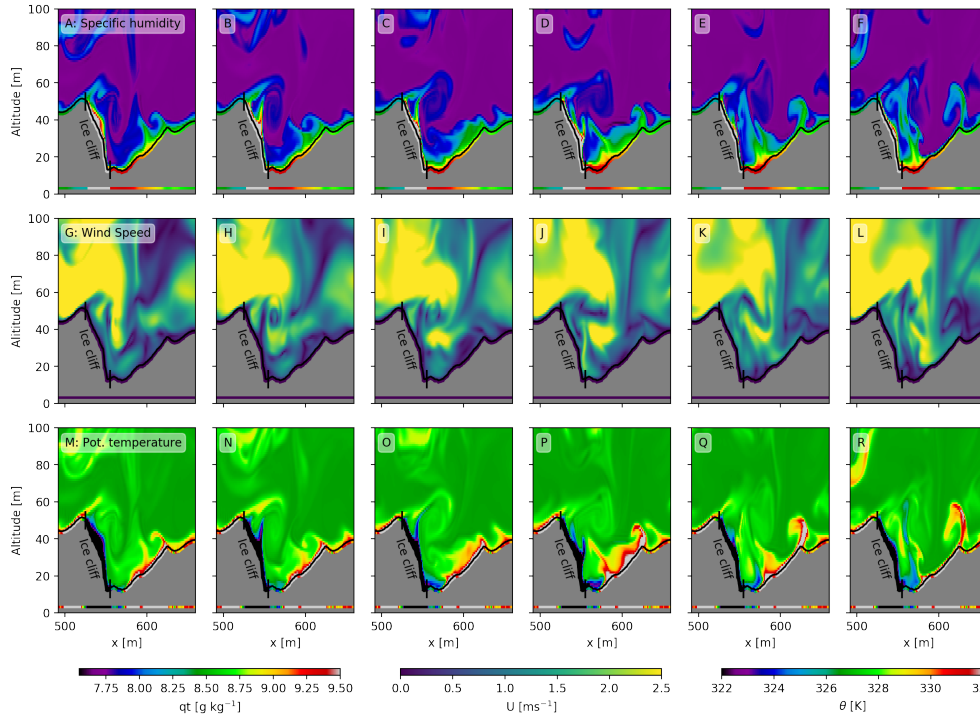 A: Specific humidity B C D E F
100
80
60
40
20
0
Altitude [m]
Ice cliff Ice cliff Ice cliff Ice cliff Ice cliff Ice cliff
G: Wind Speed H I J K L
100
80
60
40
20
0
Altitude [m]
Ice cliff Ice cliff Ice cliff Ice cliff Ice cliff Ice cliff
M: Pot. temperature N O P Q R
100
80
60
40
20
0
Altitude [m]
Ice cliff Ice cliff Ice cliff Ice cliff Ice cliff Ice cliff
500 600 500 600 500 600 500 600 500 600 500 600
x [m] x [m] x [m] x [m] x [m] x [m]
7.75 8.00 8.25 8.50 8.75 9.00 9.25 9.50
qt [g kg⁻¹]
0.0 0.5 1.0 1.5 2.0 2.5
U [ms⁻¹]
322 324 326 328 330
θ [K]